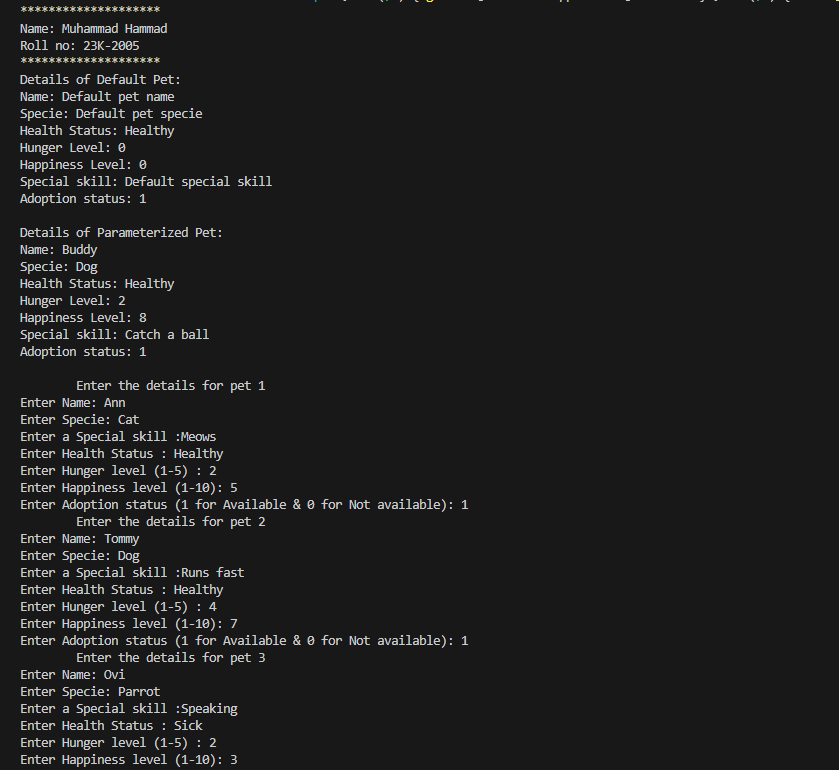 ********************
Name: Muhammad Hammad
Roll no: 23K-2005
********************
Details of Default Pet:
Name: Default pet name
Specie: Default pet specie
Health Status: Healthy
Hunger Level: 0
Happiness Level: 0
Special skill: Default special skill
Adoption status: 1

Details of Parameterized Pet:
Name: Buddy
Specie: Dog
Health Status: Healthy
Hunger Level: 2
Happiness Level: 8
Special skill: Catch a ball
Adoption status: 1

        Enter the details for pet 1
Enter Name: Ann
Enter Specie: Cat
Enter a Special skill :Meows
Enter Health Status : Healthy
Enter Hunger level (1-5) : 2
Enter Happiness level (1-10): 5
Enter Adoption status (1 for Available & 0 for Not available): 1
        Enter the details for pet 2
Enter Name: Tommy
Enter Specie: Dog
Enter a Special skill :Runs fast
Enter Health Status : Healthy
Enter Hunger level (1-5) : 4
Enter Happiness level (1-10): 7
Enter Adoption status (1 for Available & 0 for Not available): 1
        Enter the details for pet 3
Enter Name: Ovi
Enter Specie: Parrot
Enter a Special skill :Speaking
Enter Health Status : Sick
Enter Hunger level (1-5) : 2
Enter Happiness level (1-10): 3